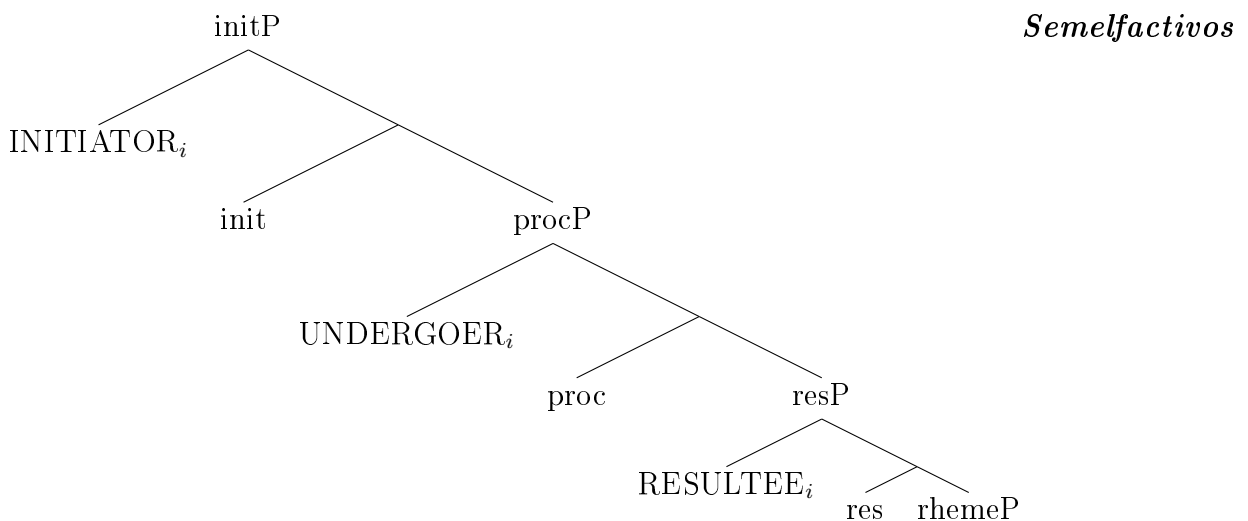 initP
Semelfactivos
INITIATORi
init
procP
UNDERGOERi
proc
resP
RESULTEEi
res
rhemeP